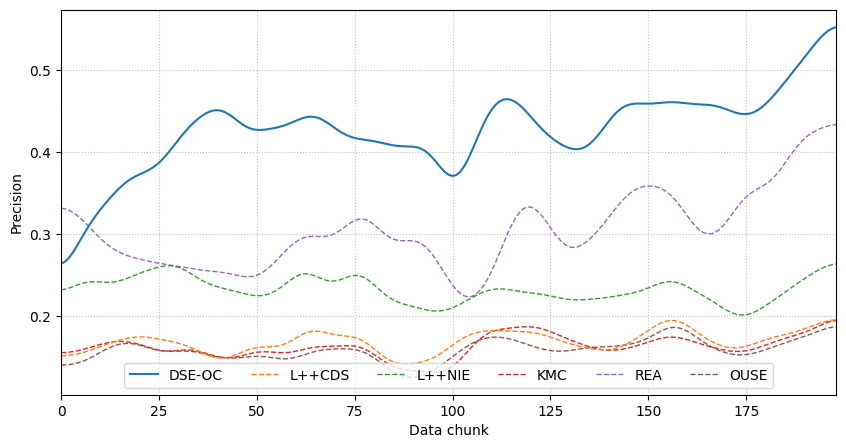 0.5
0.4
0.3
0.2
Precision
DSE-OC L++CDS L++NIE KMC REA OUSE
0 25 50 75 100 125 150 175
Data chunk